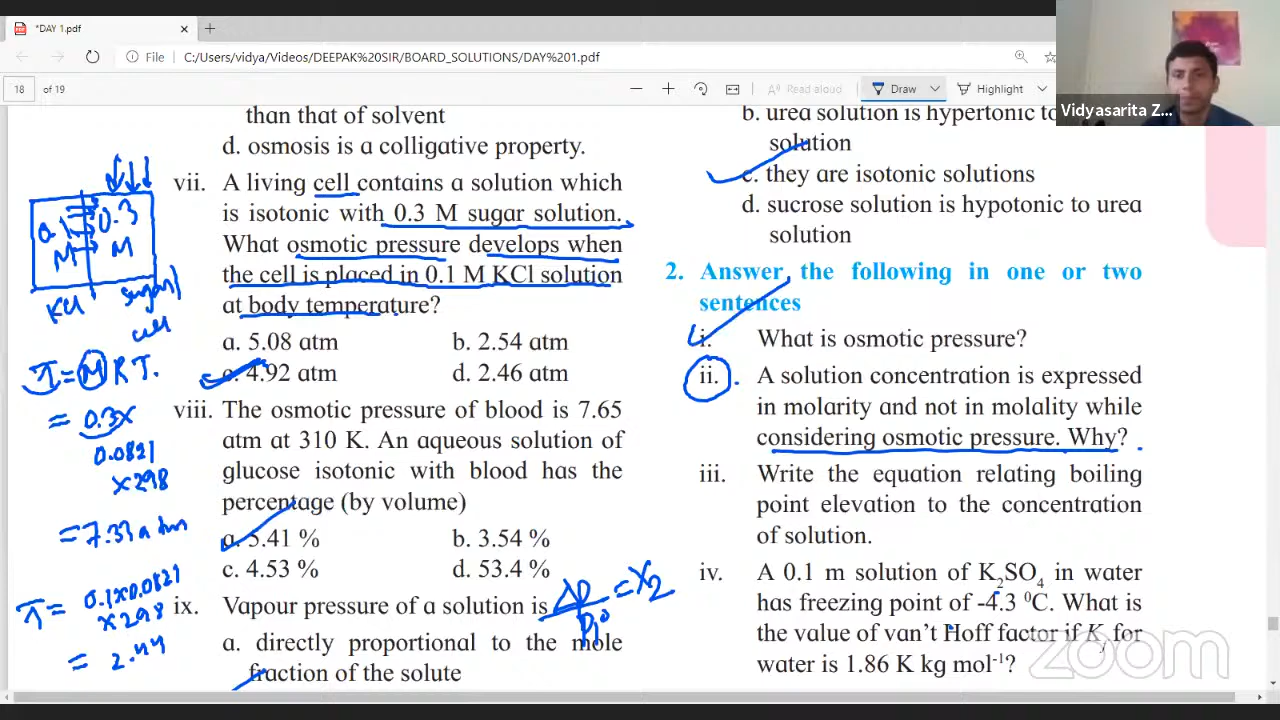 *DAY 1.pdf
File
C:/Users/vidya/Videos/DEEPAK%20SIR/BOARD_SOLUTIONS/DAY%201.pdf
18 of 19
Read aloud
Draw
Highlight
Vidyasarita Z...
than that of solvent
d. osmosis is a colligative property.
vii. A living cell contains a solution which
is isotonic with 0.3 M sugar solution.
What osmotic pressure develops when
the cell is placed in 0.1 M KCl solution
at body temperature?
a. 5.08 atm b. 2.54 atm
c. 4.92 atm d. 2.46 atm
viii. The osmotic pressure of blood is 7.65
atm at 310 K. An aqueous solution of
glucose isotonic with blood has the
percentage (by volume)
a. 5.41 % b. 3.54 %
c. 4.53 % d. 53.4 %
ix. Vapour pressure of a solution is
a. directly proportional to the mole
fraction of the solute
0.1 M
0.3 M
KCl
sugar
cell
π = M R T.
= 0.3 x
0.0821
x 298
= 7.33 atm
π = 0.1x0.0821
x 298
= 2.44
ΔP/P₁⁰ = X₂
b. urea solution is hypertonic to
solution
c. they are isotonic solutions
d. sucrose solution is hypotonic to urea
solution
2. Answer the following in one or two
sentences
i. What is osmotic pressure?
ii. A solution concentration is expressed
in molarity and not in molality while
considering osmotic pressure. Why?
iii. Write the equation relating boiling
point elevation to the concentration
of solution.
iv. A 0.1 m solution of K₂SO₄ in water
has freezing point of -4.3 ⁰C. What is
the value of van't Hoff factor if K_f for
water is 1.86 K kg mol⁻¹?
zoom